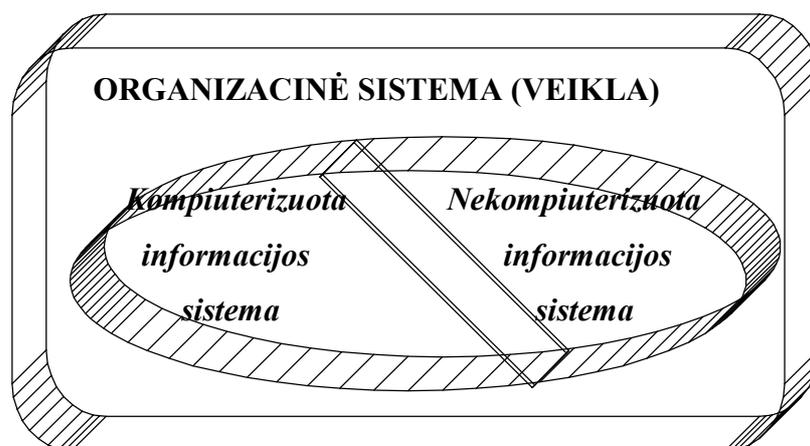 ORGANIZACINĖ SISTEMA (VEIKLA)
Kompiuterizuota
informacijos
sistema
Nekompiuterizuota
informacijos
sistema